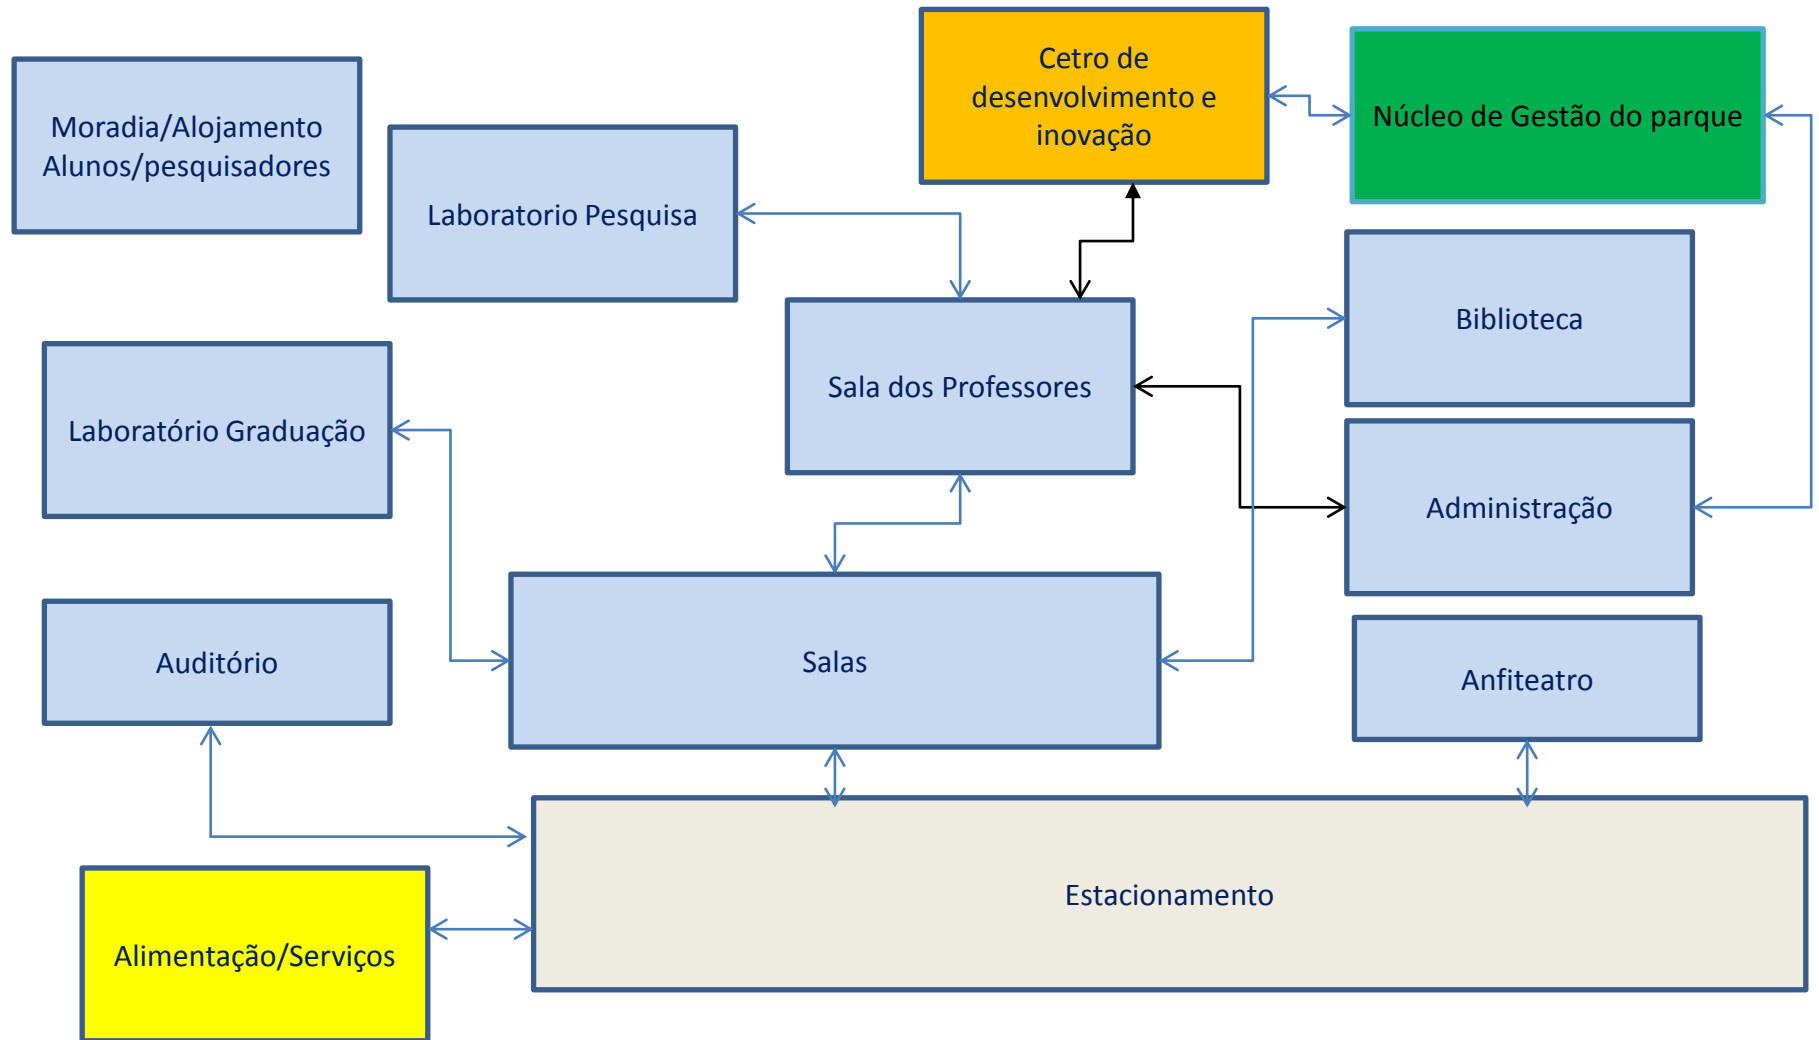 Cetro de
desenvolvimento e
inovação
Núcleo de Gestão do parque
Moradia/Alojamento
Alunos/pesquisadores
Laboratorio Pesquisa
Biblioteca
Sala dos Professores
Laboratório Graduação
Administração
Auditório
Salas
Anfiteatro
Estacionamento
Alimentação/Serviços